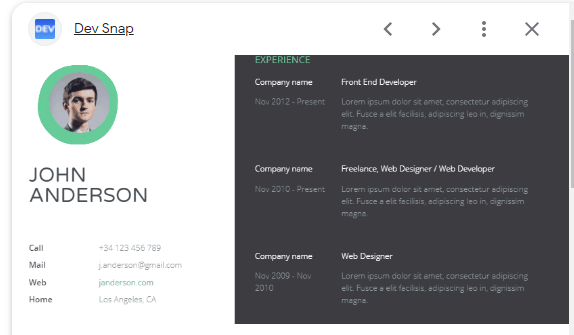 DEV
Dev Snap
JOHN
ANDERSON
Call +34 123 456 789
Mail j.anderson@gmail.com
Web janderson.com
Home Los Angeles, CA
EXPERIENCE
Company name Front End Developer
Nov 2012 - Present Lorem ipsum dolor sit amet, consectetur adipiscing
elit. Fusce a elit facilisis, adipiscing leo in, dignissim
magna.
Company name Freelance, Web Designer / Web Developer
Nov 2010 - Present Lorem ipsum dolor sit amet, consectetur adipiscing
elit. Fusce a elit facilisis, adipiscing leo in, dignissim
magna.
Company name Web Designer
Nov 2009 - Nov Lorem ipsum dolor sit amet, consectetur adipiscing
2010 elit. Fusce a elit facilisis, adipiscing leo in, dignissim
magna.